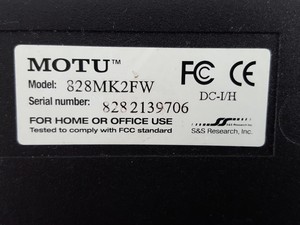 MOTU™
Model: 828MK2FW
Serial number: 8282139706
FOR HOME OR OFFICE USE
Tested to comply with FCC standard
FC CE
DC-I/H
S&S Research, Inc.